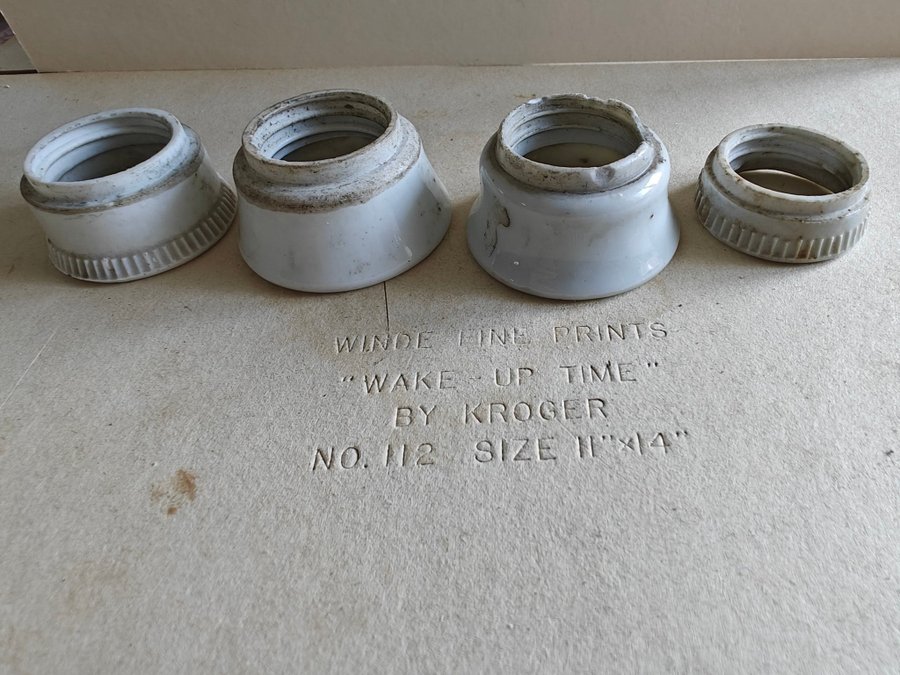 WINDE FINE PRINTS
"WAKE-UP TIME"
BY KROGER
NO. 112 SIZE 11"x14"